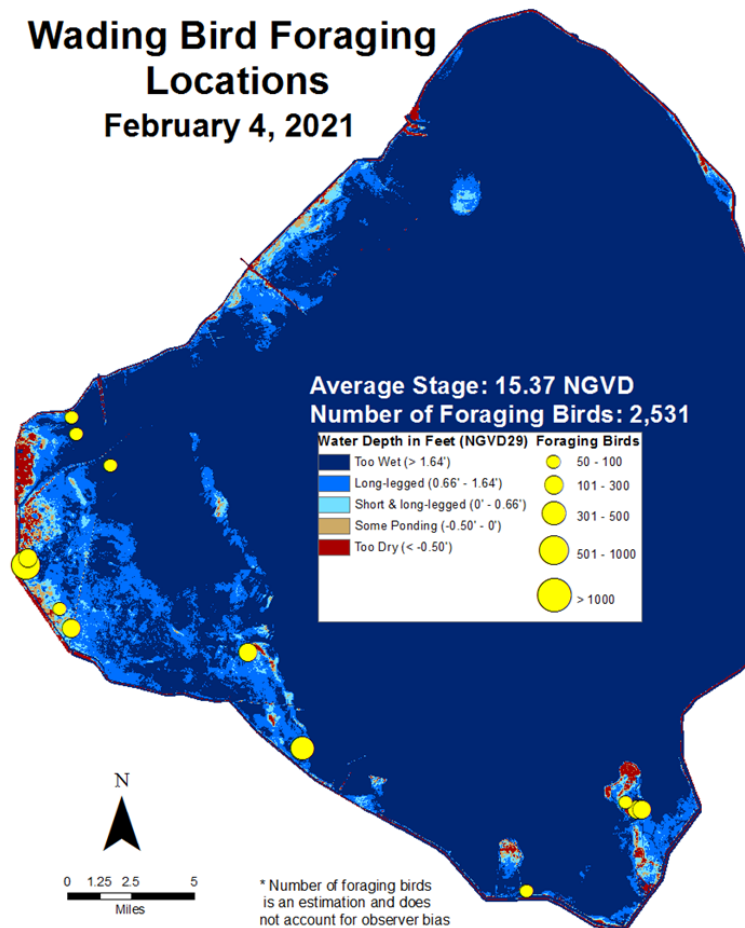 Wading Bird Foraging
Locations
February 4, 2021
Average Stage: 15.37 NGVD
Number of Foraging Birds: 2,531
Water Depth in Feet (NGVD29)
Too Wet (> 1.64')
Long-legged (0.66' - 1.64')
Short & long-legged (0' - 0.66')
Some Ponding (-0.50' - 0')
Too Dry (< -0.50')
Foraging Birds
50 - 100
101 - 300
301 - 500
501 - 1000
> 1000
N
0 1.25 2.5 5
Miles
* Number of foraging birds
is an estimation and does
not account for observer bias